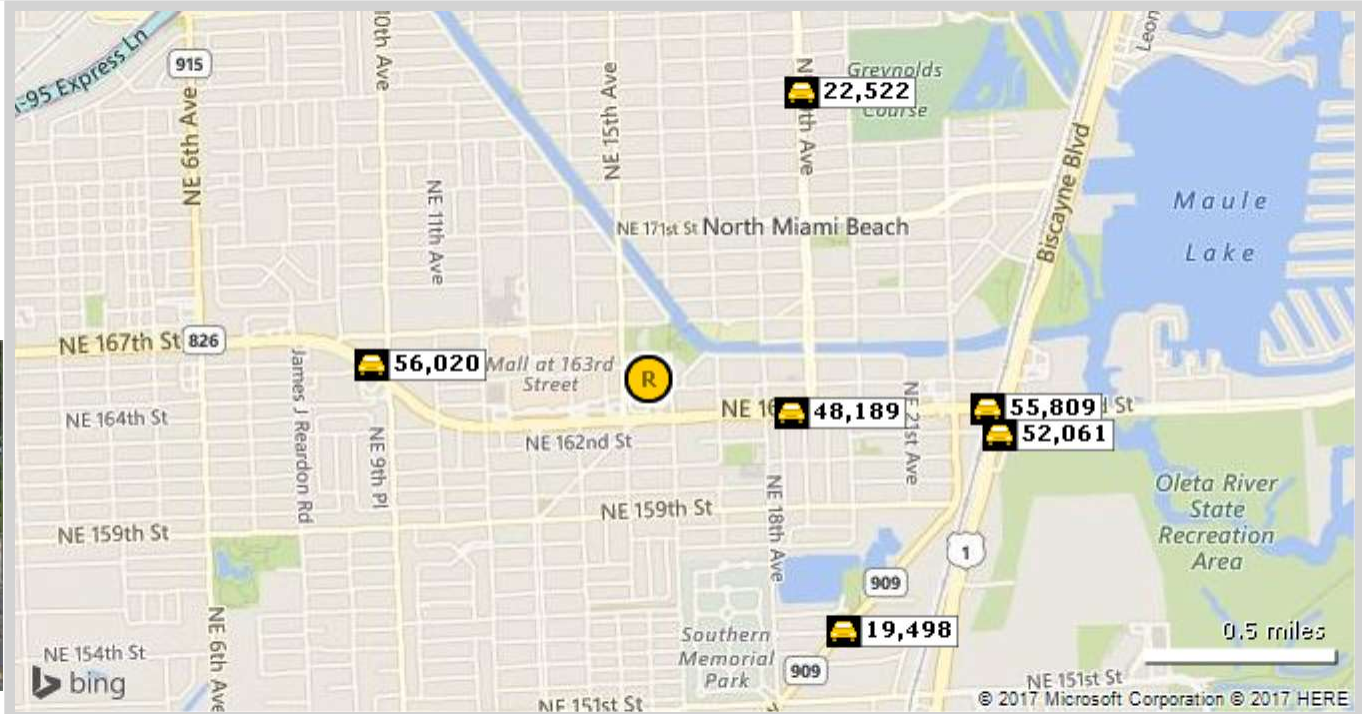 915
-95 Express Ln
10th Ave
NE 6th Ave
NE 15th Ave
22,522
Greynolds
Course
Leon
Biscayne Blvd
NE 11th Ave
NE 171st St
North Miami Beach
Maule
Lake
NE 167th St
826
56,020
Mall at 163rd
Street
R
James J Reardon Rd
NE 164th St
48,189
NE 21st Ave
55,809
52,061
NE 162nd St
NE 9th Pl
NE 159th St
NE 159th St
NE 18th Ave
Oleta River
State
Recreation
Area
1
909
NE 6th Ave
19,498
Southern
Memorial
Park
909
0.5 miles
NE 154th St
bing
NE 151st St
NE 151st St
© 2017 Microsoft Corporation © 2017 HERE